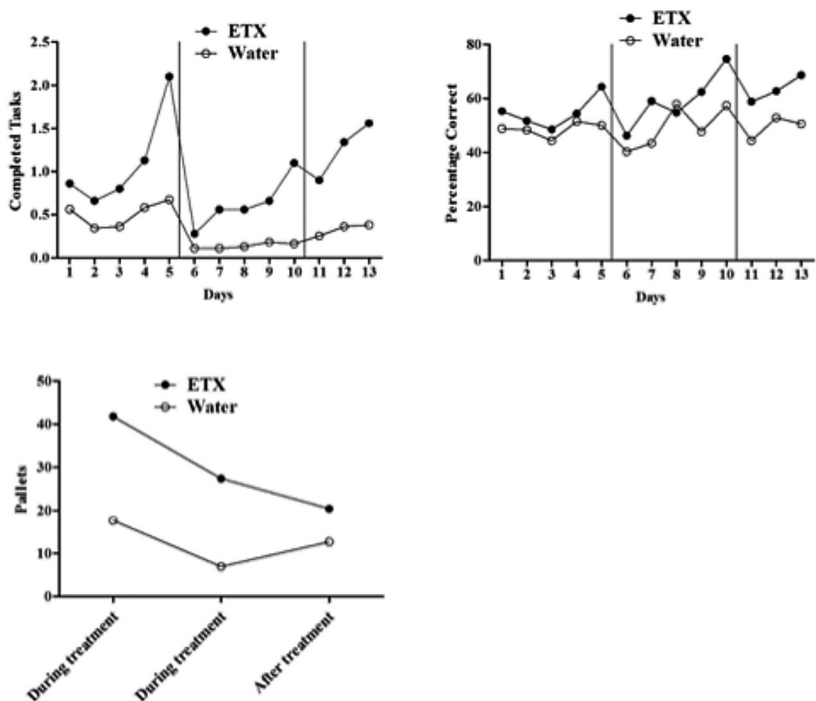 ETX
Water
2.5
2.0
1.5
1.0
0.5
0.0
Completed Tasks
1 2 3 4 5 6 7 8 9 10 11 12 13
Days
ETX
Water
80
60
40
20
0
Percentage Correct
1 2 3 4 5 6 7 8 9 10 11 12 13
Days
ETX
Water
50
40
30
20
10
0
Pallets
During treatment
During treatment
After treatment